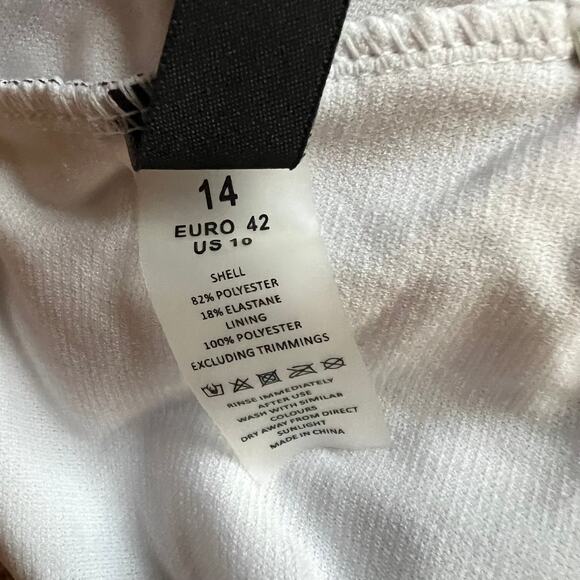 14
EURO 42
US 10
SHELL
82% POLYESTER
18% ELASTANE
LINING
100% POLYESTER
EXCLUDING TRIMMINGS
RINSE IMMEDIATELY
AFTER USE
WASH WITH SIMILAR
COLOURS
DRY AWAY FROM DIRECT
SUNLIGHT
MADE IN CHINA